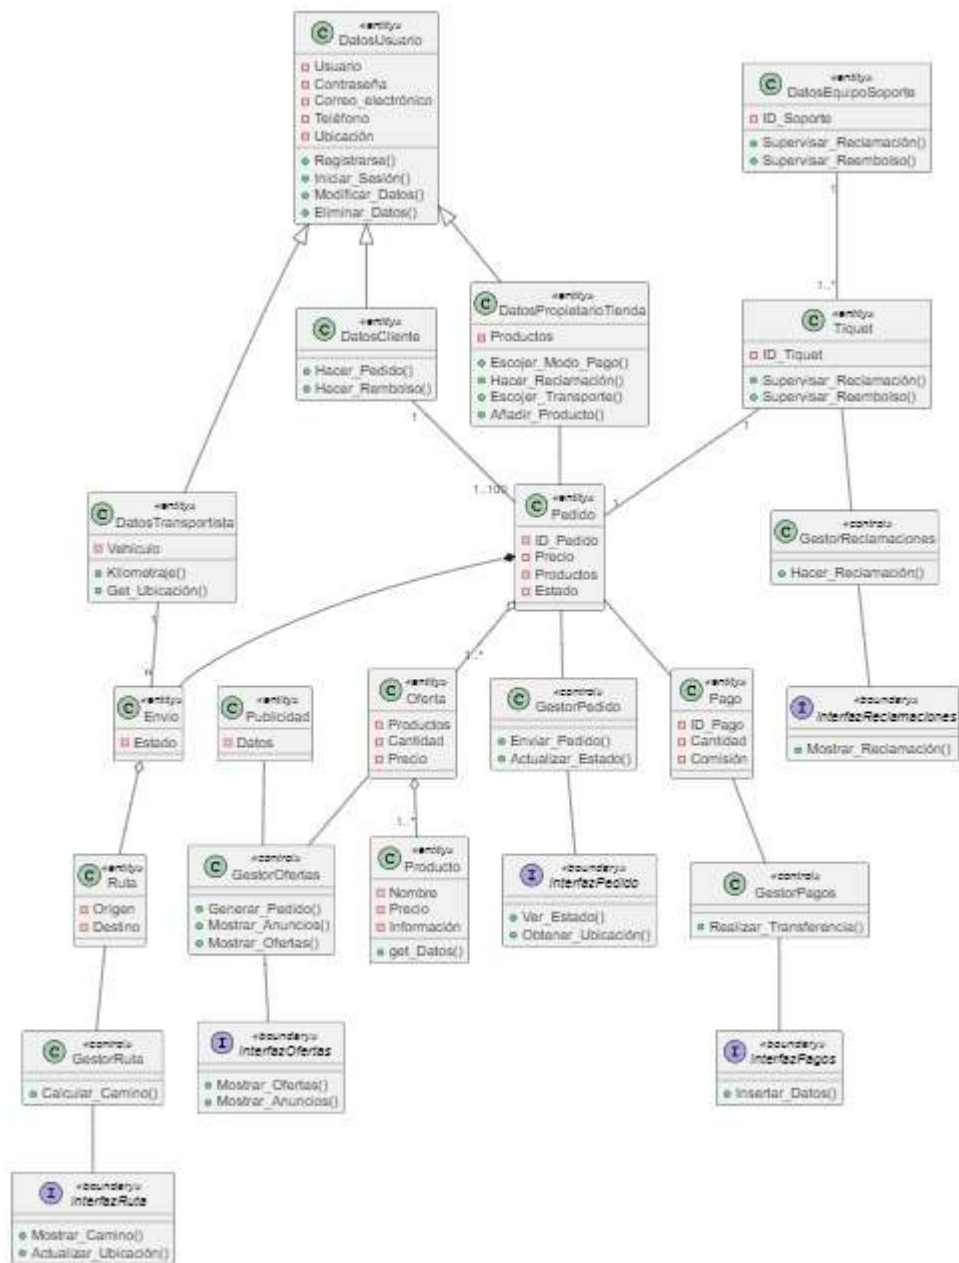 «entity»
DatosUsuario
Usuario
Contraseña
Correo_electrónico
Teléfono
Ubicación
Registrarse()
Iniciar_Sesión()
Modificar_Datos()
Eliminar_Datos()
«entity»
DatosEquipoSoporte
ID_Soporte
Supervisar_Reclamación()
Supervisar_Reembolso()
1
1..*
«entity»
DatosCliente
Hacer_Pedido()
Hacer_Rembolso()
1
«entity»
DatosPropietarioTienda
Productos
Escojer_Modo_Pago()
Hacer_Reclamación()
Escojer_Transporte()
Añadir_Producto()
«entity»
Tiquet
ID_Tiquet
Supervisar_Reclamación()
Supervisar_Reembolso()
1
«entity»
DatosTransportista
Vehículo
Kilometraje()
Get_Ubicación()
1
1..100
«entity»
Pedido
ID_Pedido
Precio
Productos
Estado
1
«control»
GestorReclamaciones
Hacer_Reclamación()
«entity»
Envio
Estado
«entity»
Publicidad
Datos
1..*
«entity»
Oferta
Productos
Cantidad
Precio
«control»
GestorPedido
Enviar_Pedido()
Actualizar_Estado()
«entity»
Pago
ID_Pago
Cantidad
Comisión
«boundary»
InterfazReclamaciones
Mostrar_Reclamación()
«entity»
Ruta
Origen
Destino
«control»
GestorOfertas
Generar_Pedido()
Mostrar_Anuncios()
Mostrar_Ofertas()
1..*
«entity»
Producto
Nombre
Precio
Información
get_Datos()
«boundary»
InterfazPedido
Ver_Estado()
Obtener_Ubicación()
«control»
GestorPagos
Realizar_Transferencia()
«control»
GestorRuta
Calcular_Camino()
«boundary»
InterfazOfertas
Mostrar_Ofertas()
Mostrar_Anuncios()
«boundary»
InterfazPagos
Insertar_Datos()
«boundary»
InterfazRuta
Mostrar_Camino()
Actualizar_Ubicación()